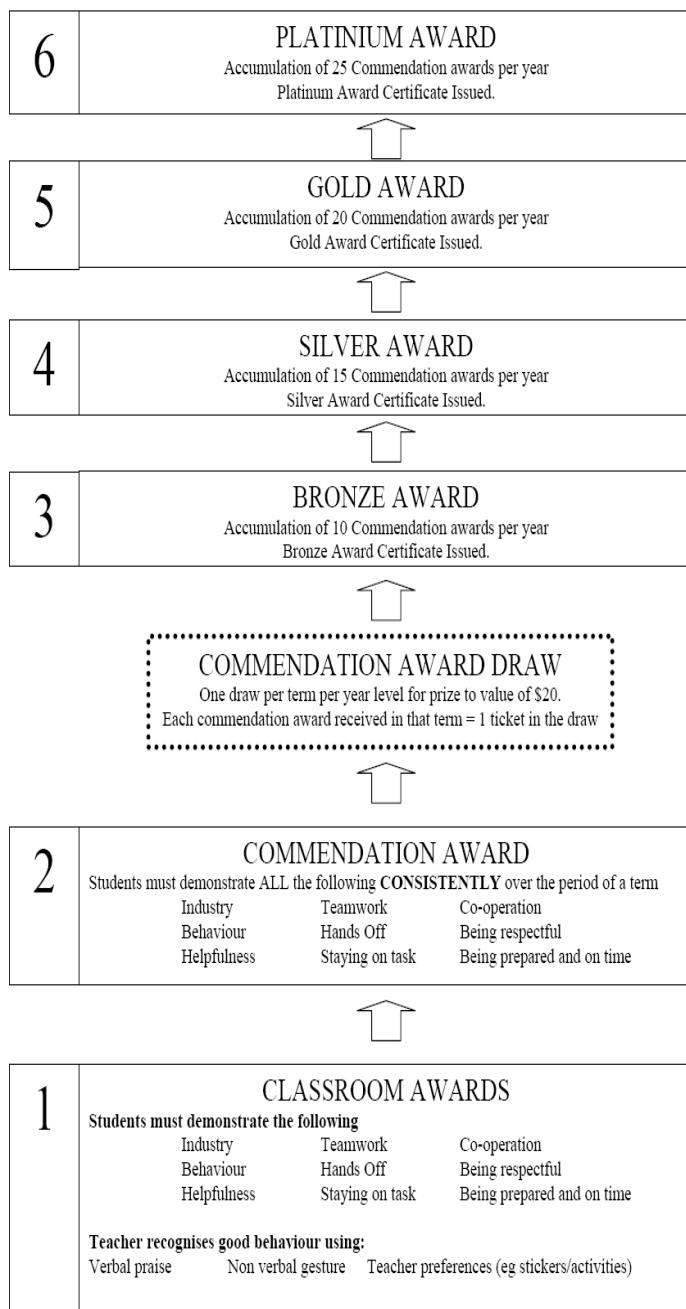 6
PLATINIUM AWARD
Accumulation of 25 Commendation awards per year
Platinum Award Certificate Issued.
5
GOLD AWARD
Accumulation of 20 Commendation awards per year
Gold Award Certificate Issued.
4
SILVER AWARD
Accumulation of 15 Commendation awards per year
Silver Award Certificate Issued.
3
BRONZE AWARD
Accumulation of 10 Commendation awards per year
Bronze Award Certificate Issued.
COMMENDATION AWARD DRAW
One draw per term per year level for prize to value of $20.
Each commendation award received in that term = 1 ticket in the draw
2
COMMENDATION AWARD
Students must demonstrate ALL the following CONSISTENTLY over the period of a term
Industry Teamwork Co-operation
Behaviour Hands Off Being respectful
Helpfulness Staying on task Being prepared and on time
1
CLASSROOM AWARDS
Students must demonstrate the following
Industry Teamwork Co-operation
Behaviour Hands Off Being respectful
Helpfulness Staying on task Being prepared and on time
Teacher recognises good behaviour using:
Verbal praise Non verbal gesture Teacher preferences (eg stickers/activities)